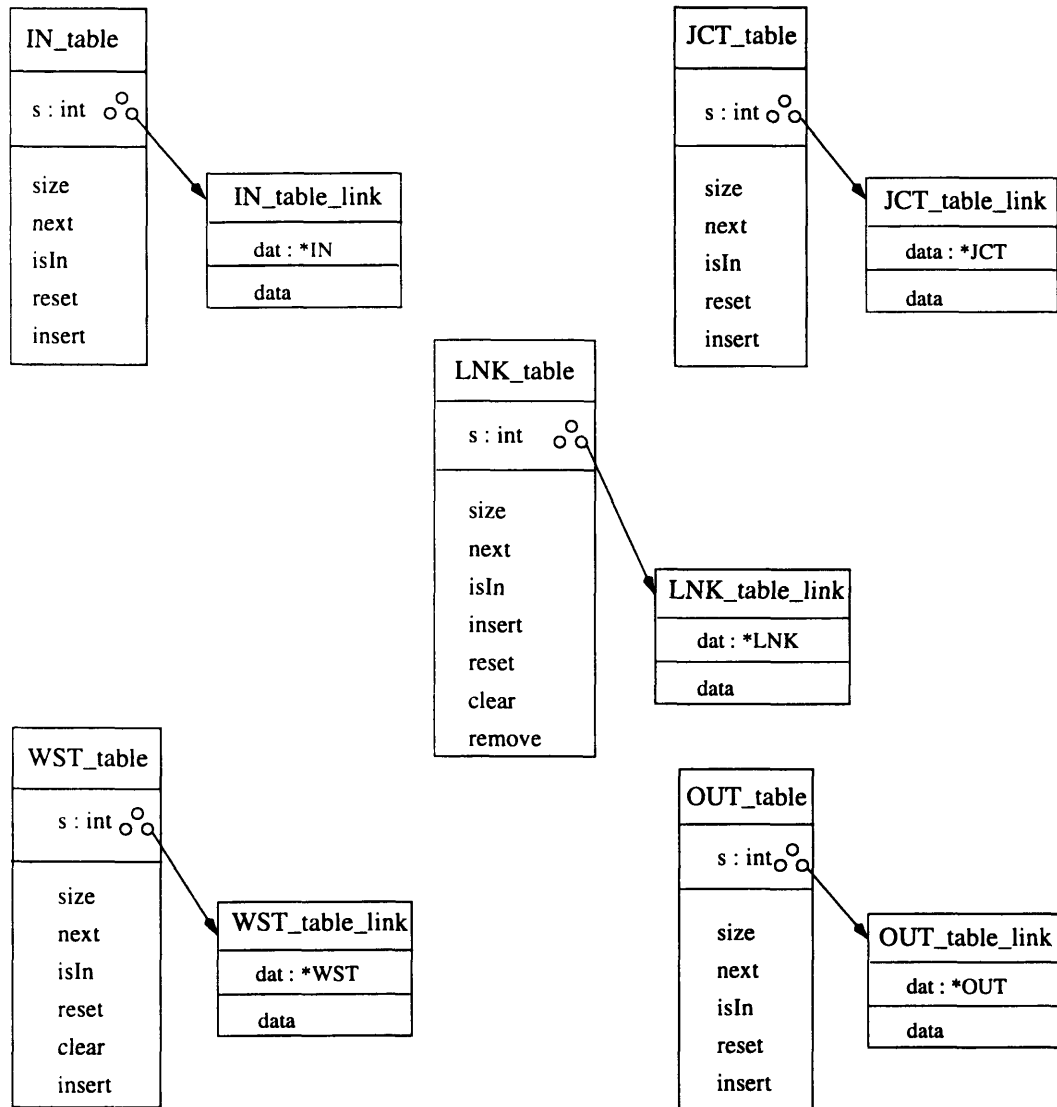 IN_table
s : int
size
next
isIn
reset
insert
IN_table_link
dat : *IN
data
JCT_table
s : int
size
next
isIn
reset
insert
JCT_table_link
data : *JCT
data
LNK_table
s : int
size
next
isIn
insert
reset
clear
remove
LNK_table_link
dat : *LNK
data
WST_table
s : int
size
next
isIn
reset
clear
insert
WST_table_link
dat : *WST
data
OUT_table
s : int
size
next
isIn
reset
insert
OUT_table_link
dat : *OUT
data